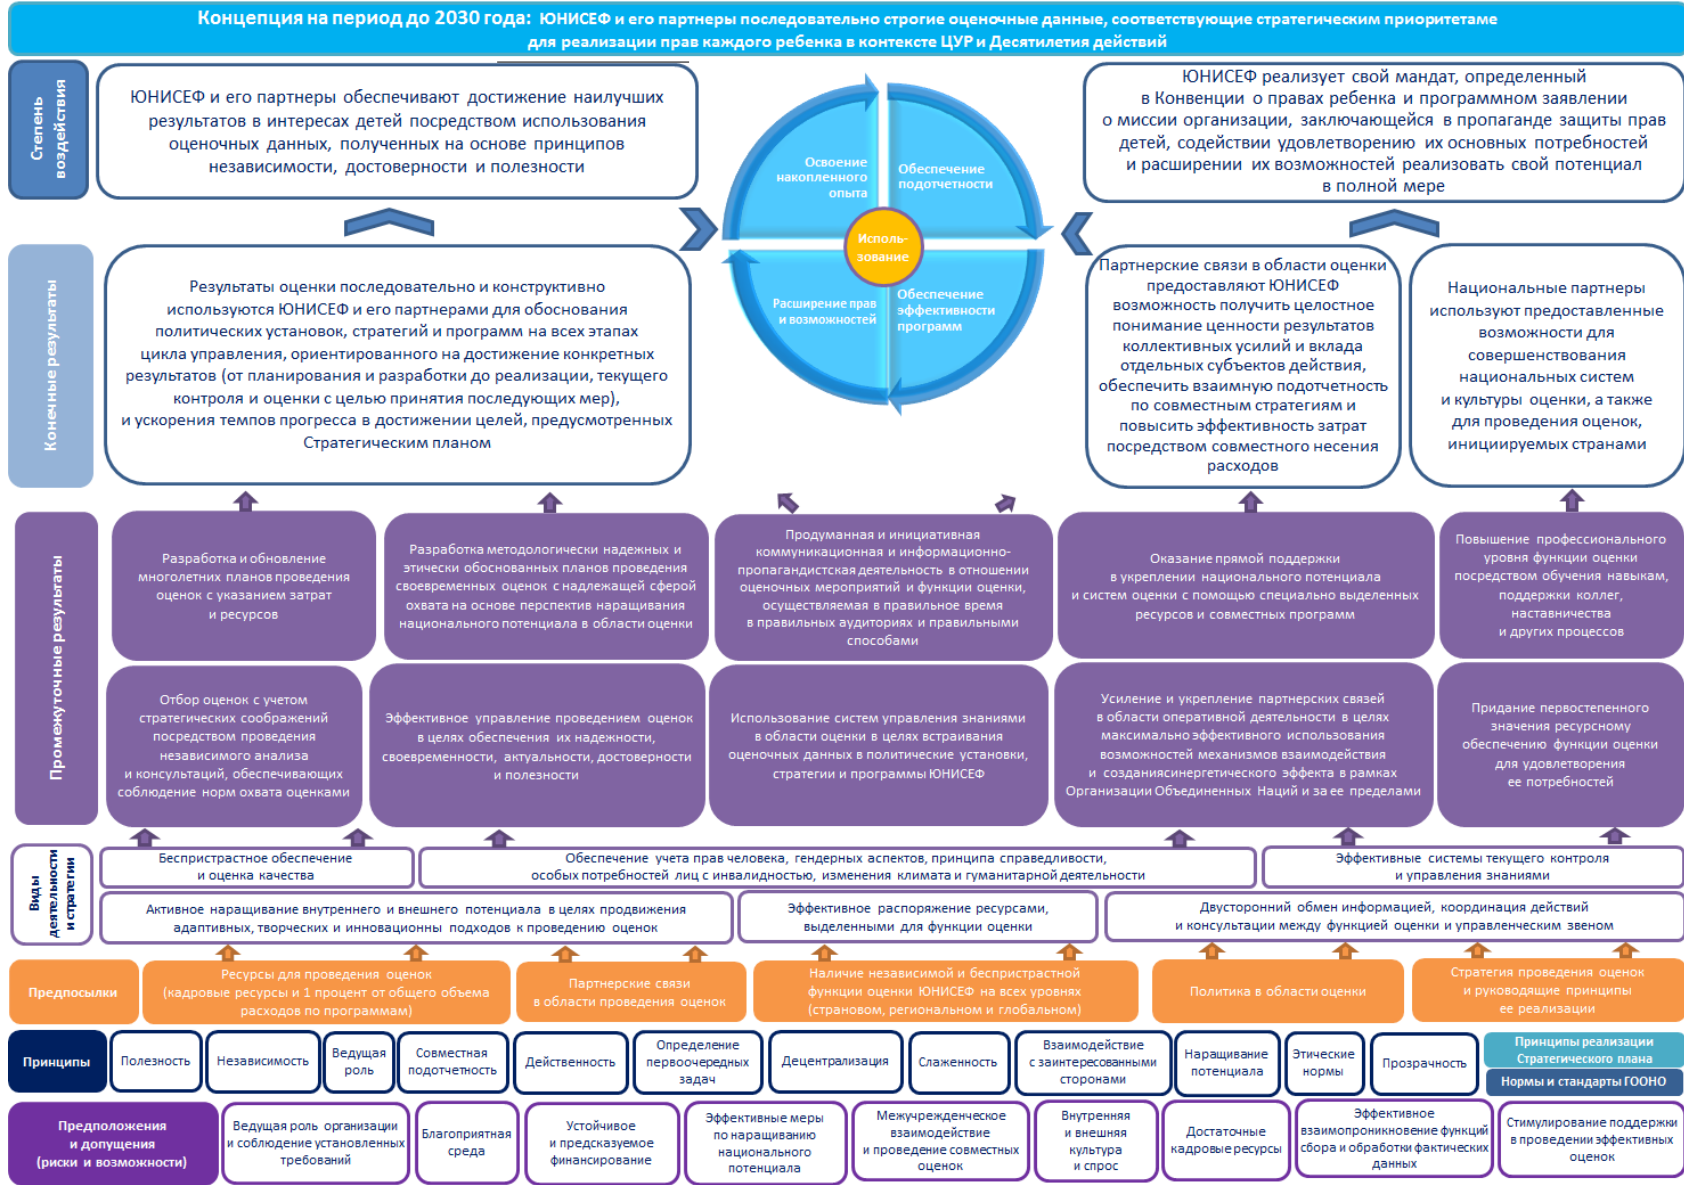 Концепция на период до 2030 года: ЮНИСЕФ и его партнеры последовательно строгие оценочные данные, соответствующие стратегическим приоритетаме
для реализации прав каждого ребенка в контексте ЦУР и Десятилетия действий
Степень
воздействия
ЮНИСЕФ и его партнеры обеспечивают достижение наилучших
результатов в интересах детей посредством использования
оценочных данных, полученных на основе принципов
независимости, достоверности и полезности
Освоение
накопленного
опыта
Обеспечение
подотчетности
Исполь-
зование
Расширение прав
и возможностей
Обеспечение
эффективности
программ
ЮНИСЕФ реализует свой мандат, определенный
в Конвенции о правах ребенка и программном заявлении
о миссии организации, заключающейся в пропаганде защиты прав
детей, содействии удовлетворению их основных потребностей
и расширении их возможностей реализовать свой потенциал
в полной мере
Конечные результаты
Результаты оценки последовательно и конструктивно
используются ЮНИСЕФ и его партнерами для обоснования
политических установок, стратегий и программ на всех этапах
цикла управления, ориентированного на достижение конкретных
результатов (от планирования и разработки до реализации, текущего
контроля и оценки с целью принятия последующих мер),
и ускорения темпов прогресса в достижении целей, предусмотренных
Стратегическим планом
Партнерские связи в области оценки
предоставляют ЮНИСЕФ
возможность получить целостное
понимание ценности результатов
коллективных усилий и вклада
отдельных субъектов действия,
обеспечить взаимную подотчетность
по совместным стратегиям и
повысить эффективность затрат
посредством совместного несения
расходов
Национальные партнеры
используют предоставленные
возможности для
совершенствования
национальных систем
и культуры оценки, а также
для проведения оценок,
инициируемых странами
Промежуточные результаты
Разработка и обновление
многолетних планов проведения
оценок с указанием затрат
и ресурсов
Разработка методологически надежных и
этически обоснованных планов проведения
своевременных оценок с надлежащей сферой
охвата на основе перспектив наращивания
национального потенциала в области оценки
Продуманная и инициативная
коммуникационная и информационно-
пропагандистская деятельность в отношении
оценочных мероприятий и функции оценки,
осуществляемая в правильное время
в правильных аудиториях и правильными
способами
Оказание прямой поддержки
в укреплении национального потенциала
и систем оценки с помощью специально выделенных
ресурсов и совместных программ
Повышение профессионального
уровня функции оценки
посредством обучения навыкам,
поддержки коллег,
наставничества
и других процессов
Отбор оценок с учетом
стратегических соображений
посредством проведения
независимого анализа
и консультаций, обеспечивающих
соблюдение норм охвата оценками
Эффективное управление проведением оценок
в целях обеспечения их надежности,
своевременности, актуальности, достоверности
и полезности
Использование систем управления знаниями
в области оценки в целях встраивания
оценочных данных в политические установки,
стратегии и программы ЮНИСЕФ
Усиление и укрепление партнерских связей
в области оперативной деятельности в целях
максимально эффективного использования
возможностей механизмов взаимодействия
и созданиясинергетического эффекта в рамках
Организации Объединенных Наций и за ее пределами
Придание первостепенного
значения ресурсному
обеспечению функции оценки
для удовлетворения
ее потребностей
Виды
деятельности
и стратегии
Беспристрастное обеспечение
и оценка качества
Обеспечение учета прав человека, гендерных аспектов, принципа справедливости,
особых потребностей лиц с инвалидностью, изменения климата и гуманитарной деятельности
Эффективные системы текущего контроля
и управления знаниями
Активное наращивание внутреннего и внешнего потенциала в целях продвижения
адаптивных, творческих и инновационны подходов к проведению оценок
Эффективное распоряжение ресурсами,
выделенными для функции оценки
Двусторонний обмен информацией, координация действий
и консультации между функцией оценки и управленческим звеном
Предпосылки
Ресурсы для проведения оценок
(кадровые ресурсы и 1 процент от общего объема
расходов по программам)
Партнерские связи
в области проведения оценок
Наличие независимой и беспристрастной
функции оценки ЮНИСЕФ на всех уровнях
(страновом, региональном и глобальном)
Политика в области оценки
Стратегия проведения оценок
и руководящие принципы
ее реализации
Принципы
Полезность
Независимость
Ведущая
роль
Совместная
подотчетность
Действенность
Определение
первоочередных
задач
Децентрализация
Слаженность
Взаимодействие
с заинтересованными
сторонами
Наращивание
потенциала
Этические
нормы
Прозрачность
Принципы реализации
Стратегического плана
Нормы и стандарты ГООНО
Предположения
и допущения
(риски и возможности)
Ведущая роль организации
и соблюдение установленных
требований
Благоприятная
среда
Устойчивое
и предсказуемое
финансирование
Эффективные меры
по наращиванию
национального
потенциала
Межучрежденческое
взаимодействие
и проведение совместных
оценок
Внутренняя
и внешняя
культура
и спрос
Достаточные
кадровые ресурсы
Эффективное
взаимопроникновение функций
сбора и обработки фактических
данных
Стимулирование поддержки
в проведении эффективных
оценок